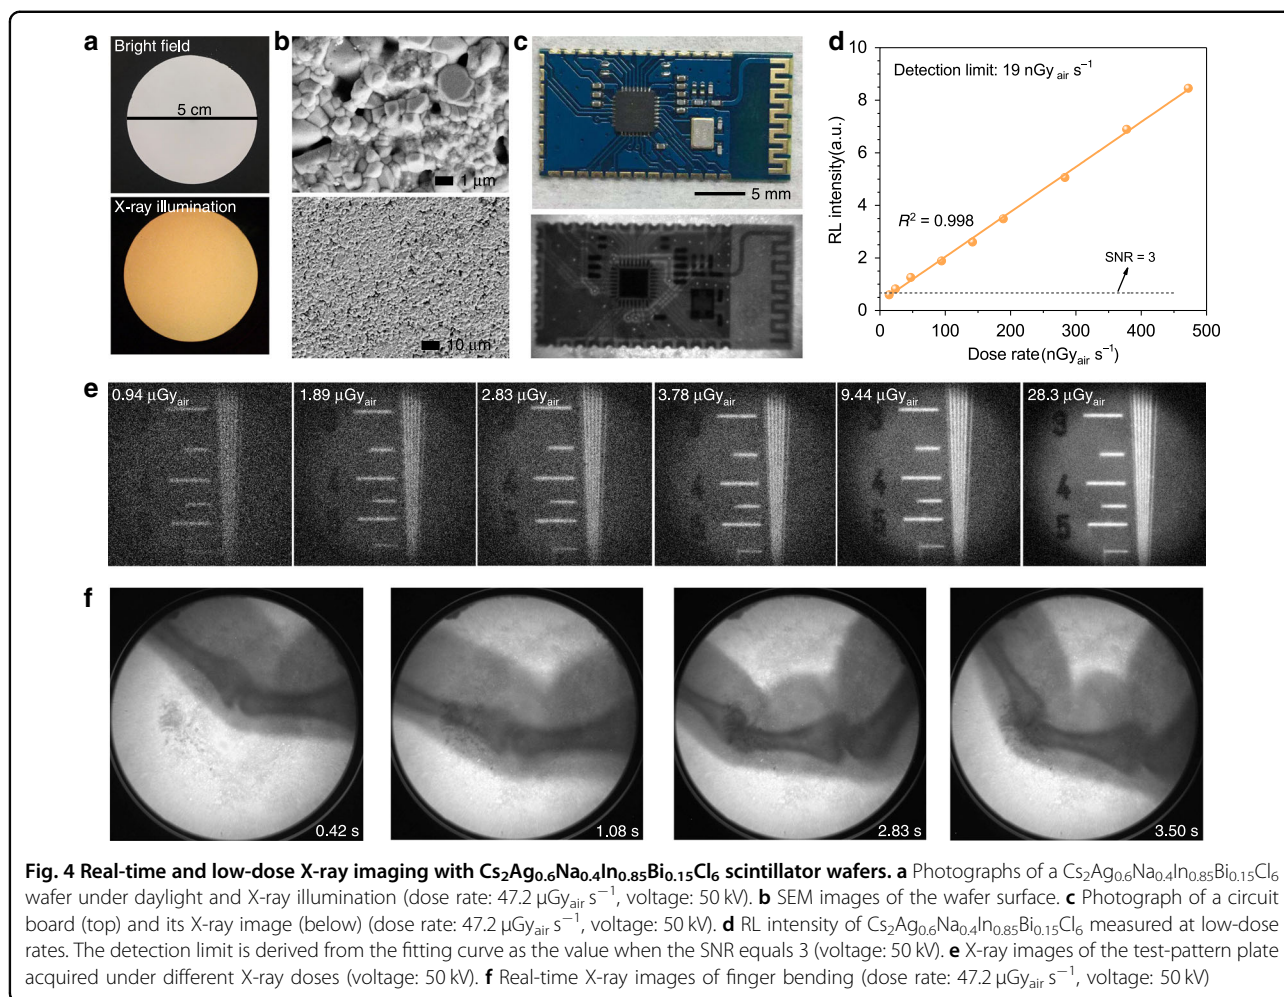 a
Bright field
5 cm
X-ray illumination
b
1 μm
10 μm
c
5 mm
d
Detection limit: 19 nGy air s⁻¹
R² = 0.998
SNR = 3
RL intensity(a.u.)
10
8
6
4
2
0
0
100
200
300
400
500
Dose rate(nGyair s⁻¹)
e
0.94 μGyair
1.89 μGyair
2.83 μGyair
3.78 μGyair
9.44 μGyair
28.3 μGyair
4
5
4
5
3
4
5
f
0.42 s
1.08 s
2.83 s
3.50 s
Fig. 4 Real-time and low-dose X-ray imaging with Cs₂Ag₀.₆Na₀.₄In₀.₈₅Bi₀.₁₅Cl₆ scintillator wafers. a Photographs of a Cs₂Ag₀.₆Na₀.₄In₀.₈₅Bi₀.₁₅Cl₆
wafer under daylight and X-ray illumination (dose rate: 47.2 μGyair s⁻¹, voltage: 50 kV). b SEM images of the wafer surface. c Photograph of a circuit
board (top) and its X-ray image (below) (dose rate: 47.2 μGyair s⁻¹, voltage: 50 kV). d RL intensity of Cs₂Ag₀.₆Na₀.₄In₀.₈₅Bi₀.₁₅Cl₆ measured at low-dose
rates. The detection limit is derived from the fitting curve as the value when the SNR equals 3 (voltage: 50 kV). e X-ray images of the test-pattern plate
acquired under different X-ray doses (voltage: 50 kV). f Real-time X-ray images of finger bending (dose rate: 47.2 μGyair s⁻¹, voltage: 50 kV)